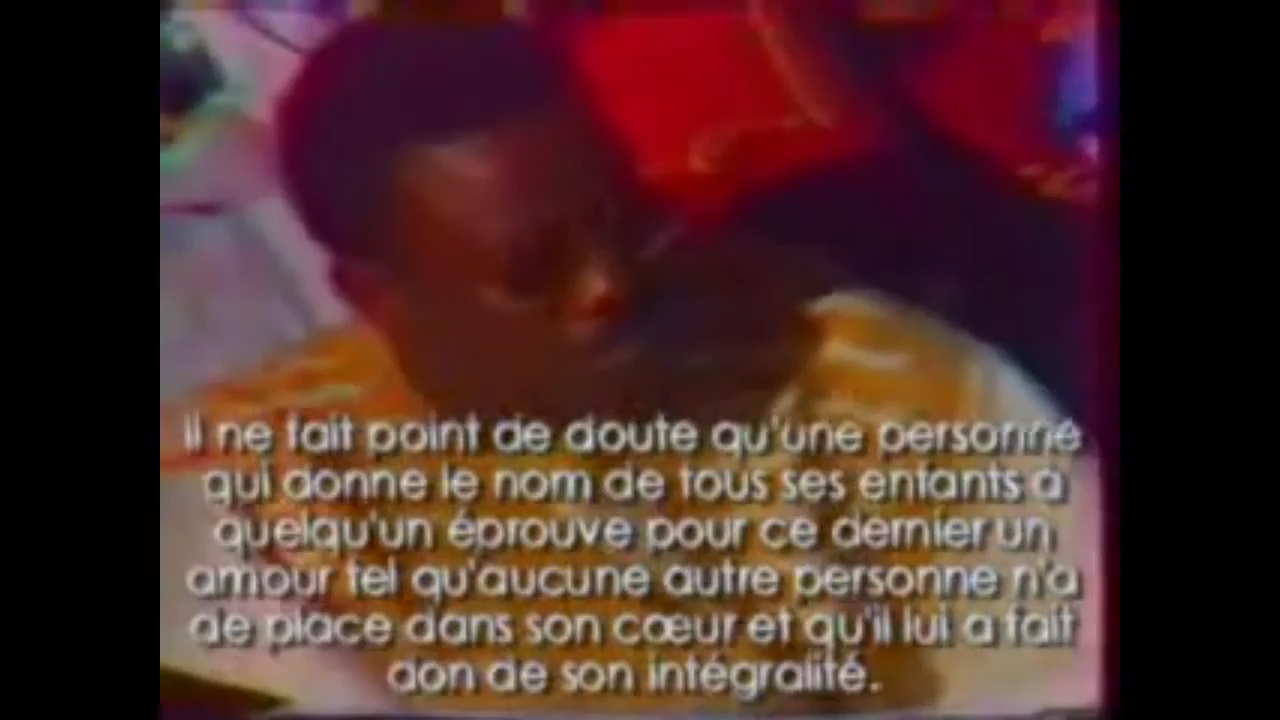 Il ne fait point de doute qu'une personne
qui donne le nom de tous ses enfants à
quelqu'un éprouve pour ce dernier un
amour tel qu'aucune autre personne n'a
de place dans son cœur et qu'il lui a fait
don de son intégralité.